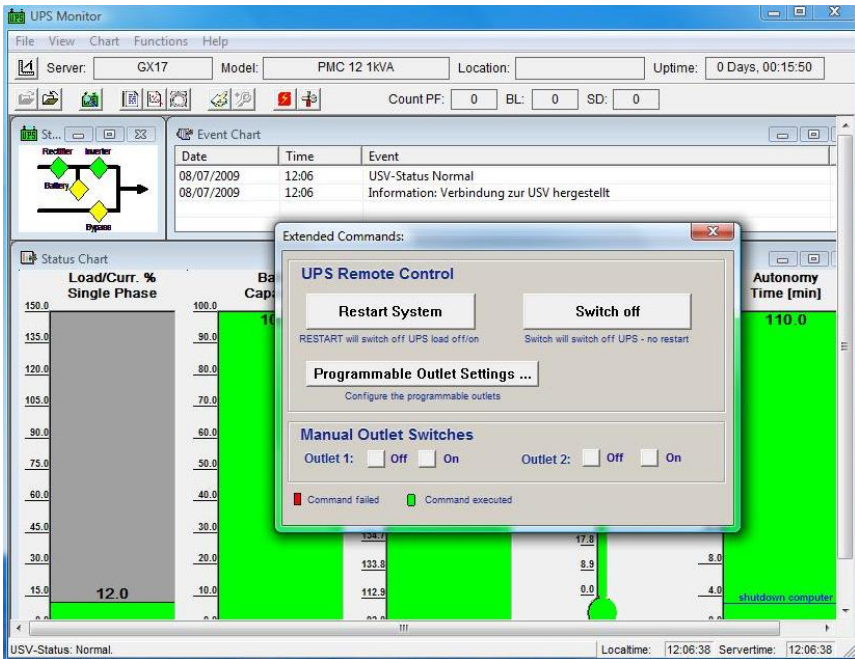 UPS Monitor
File View Chart Functions Help
Server: GX17 Model: PMC 12 1kVA Location: Uptime: 0 Days, 00:15:50
Count PF: 0 BL: 0 SD: 0
St...
Rectifier Inverter
Battery
Bypass
Event Chart
Date Time Event
08/07/2009 12:06 USV-Status Normal
08/07/2009 12:06 Information: Verbindung zur USV hergestellt
Status Chart
Load/Curr. %
Single Phase
150.0
135.0
120.0
105.0
90.0
75.0
60.0
45.0
30.0
15.0
12.0
100.0
90.0
80.0
70.0
60.0
50.0
40.0
30.0
20.0
10.0
Extended Commands:
UPS Remote Control
Restart System Switch off
RESTART will switch off UPS load off/on Switch will switch off UPS - no restart
Programmable Outlet Settings ...
Configure the programmable outlets
Manual Outlet Switches
Outlet 1: Off On Outlet 2: Off On
Command failed Command executed
133.8
112.9
17.8
8.9
0.0
Autonomy
Time [min]
110.0
8.0
4.0
shutdown computer
USV-Status: Normal. Localtime: 12:06:38 Servertime: 12:06:38